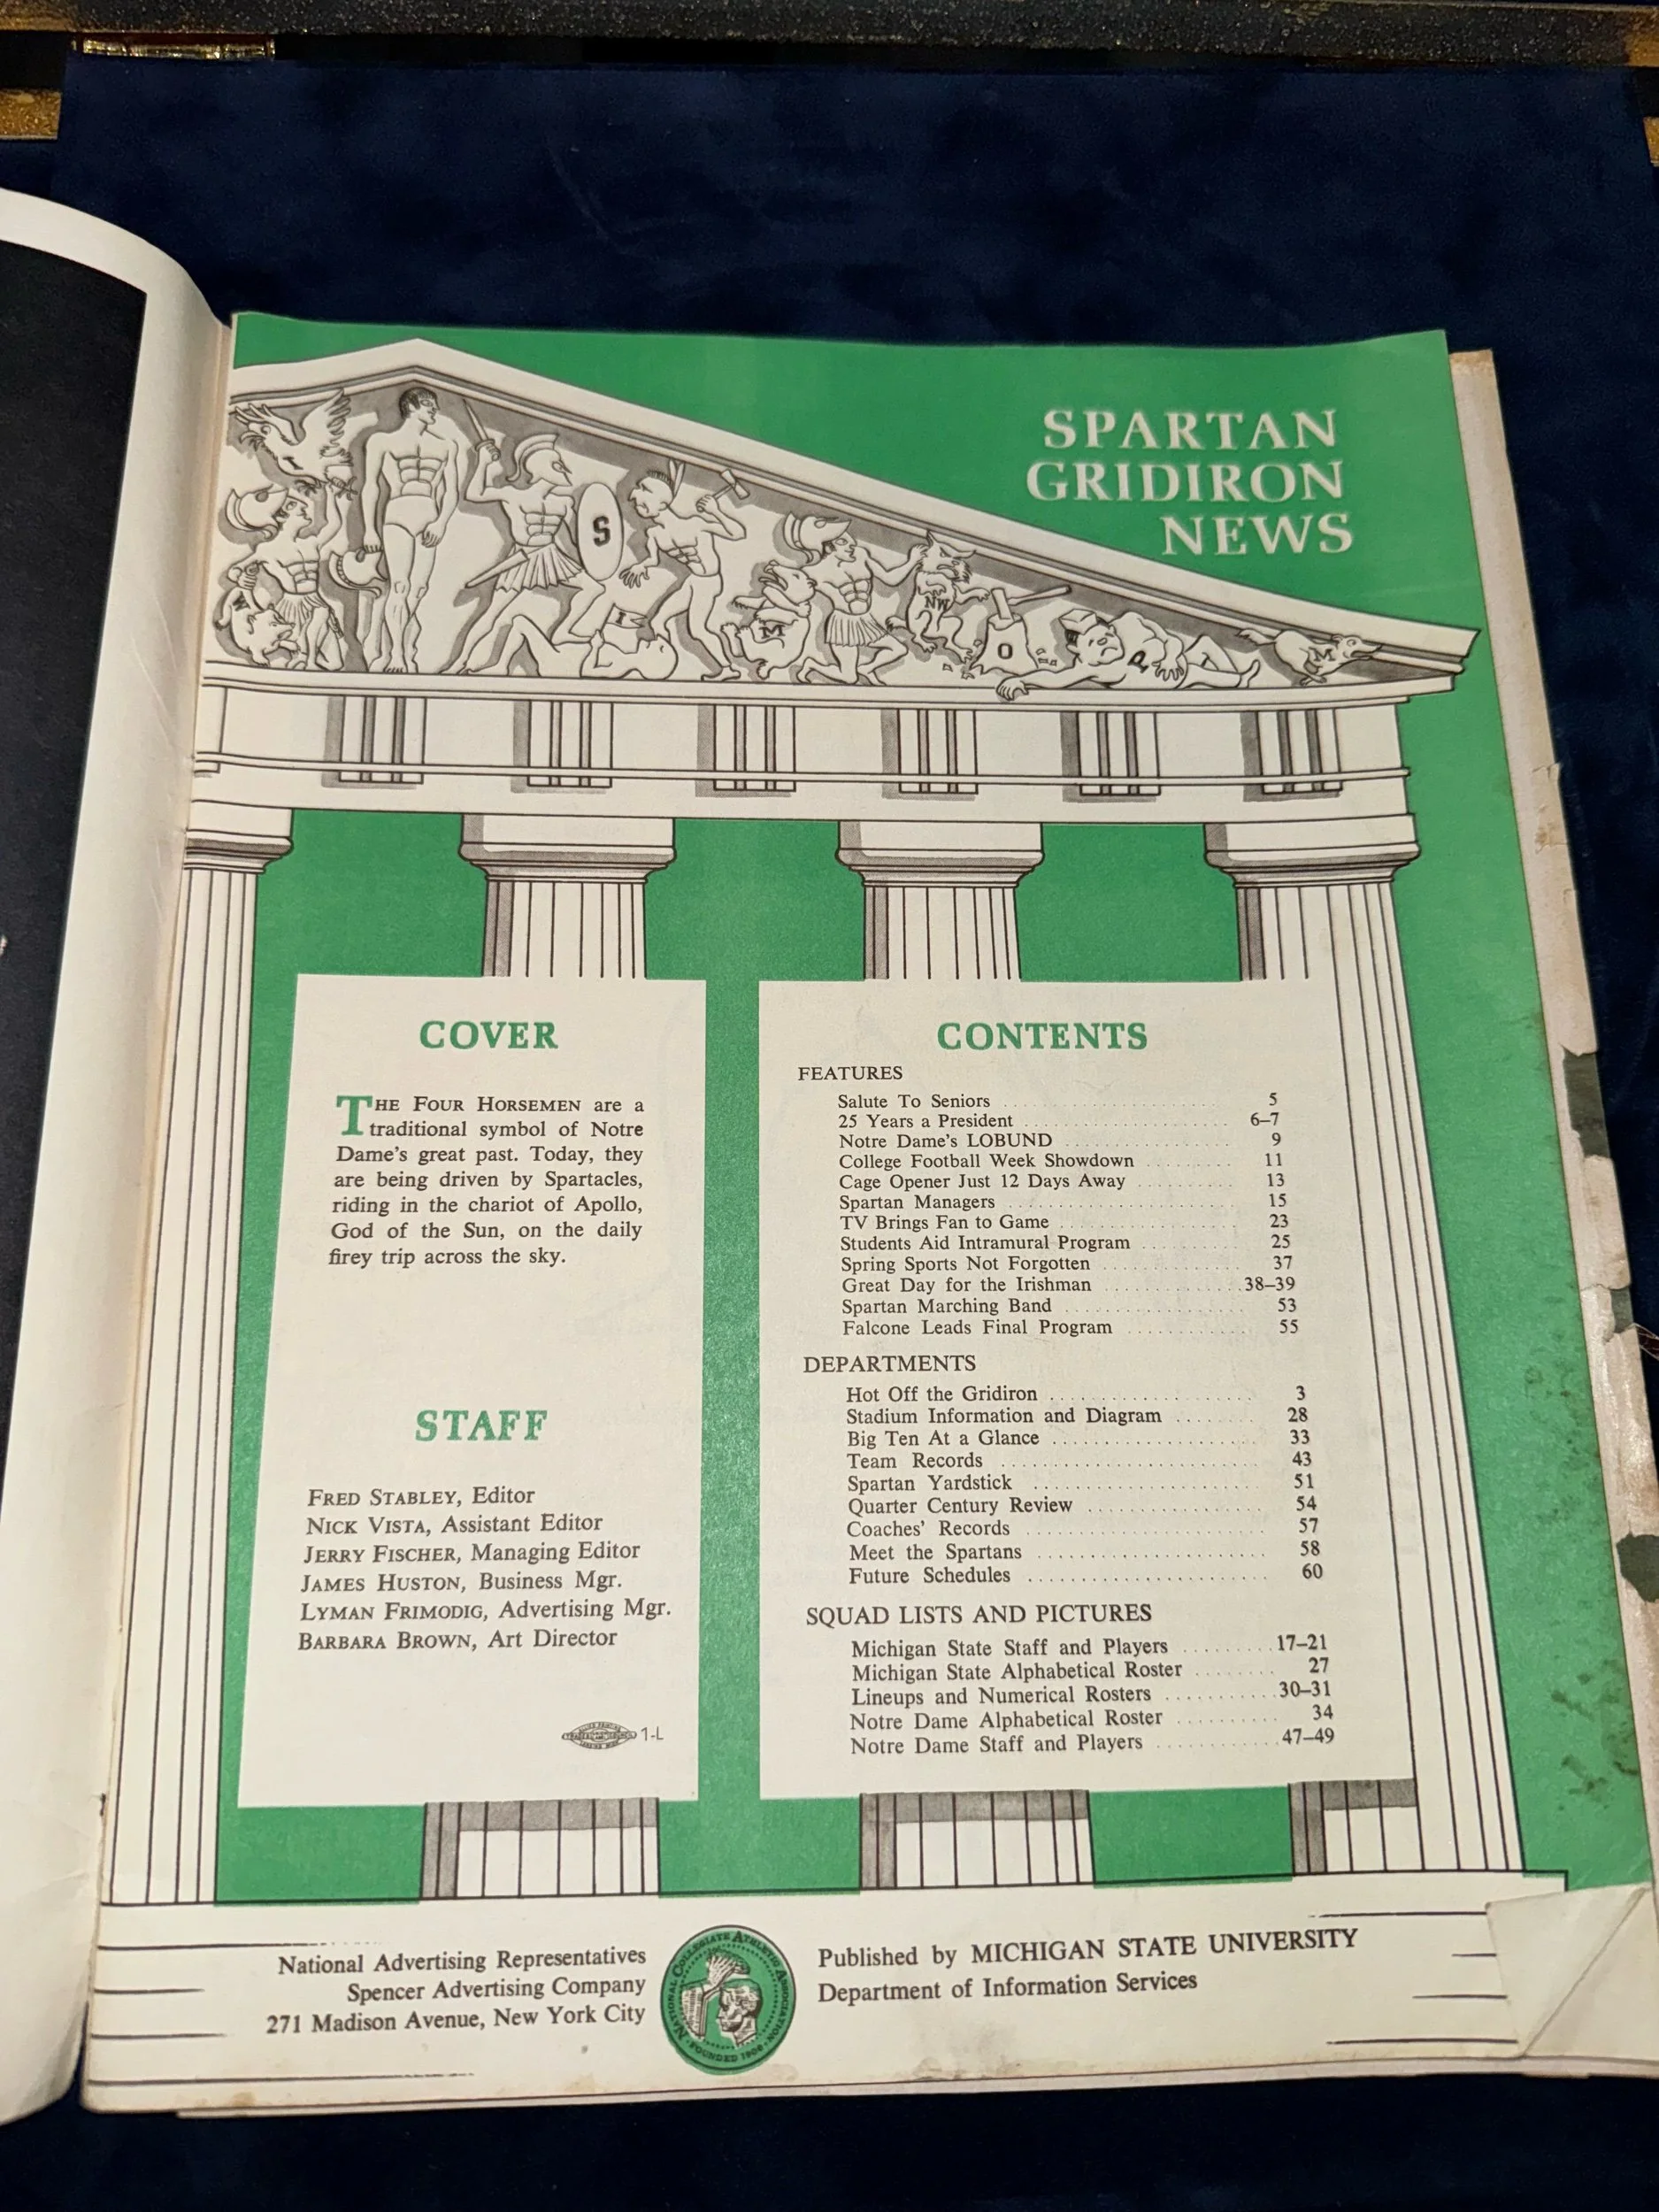 SPARTAN
GRIDIRON
NEWS
W
S
I
M
NW
O
P
M
COVER
THE FOUR HORSEMEN are a
traditional symbol of Notre
Dame's great past. Today, they
are being driven by Spartacles,
riding in the chariot of Apollo,
God of the Sun, on the daily
firey trip across the sky.
STAFF
FRED STABLEY, Editor
NICK VISTA, Assistant Editor
JERRY FISCHER, Managing Editor
JAMES HUSTON, Business Mgr.
LYMAN FRIMODIG, Advertising Mgr.
BARBARA BROWN, Art Director
1-L
CONTENTS
FEATURES
Salute To Seniors 5
25 Years a President 6–7
Notre Dame's LOBUND 9
College Football Week Showdown 11
Cage Opener Just 12 Days Away 13
Spartan Managers 15
TV Brings Fan to Game 23
Students Aid Intramural Program 25
Spring Sports Not Forgotten 37
Great Day for the Irishman 38–39
Spartan Marching Band 53
Falcone Leads Final Program 55
DEPARTMENTS
Hot Off the Gridiron 3
Stadium Information and Diagram 28
Big Ten At a Glance 33
Team Records 43
Spartan Yardstick 51
Quarter Century Review 54
Coaches' Records 57
Meet the Spartans 58
Future Schedules 60
SQUAD LISTS AND PICTURES
Michigan State Staff and Players 17–21
Michigan State Alphabetical Roster 27
Lineups and Numerical Rosters 30–31
Notre Dame Alphabetical Roster 34
Notre Dame Staff and Players 47–49
National Advertising Representatives
Spencer Advertising Company
271 Madison Avenue, New York City
NATIONAL COLLEGIATE ATHLETIC ASSOCIATION
FOUNDED 1906
Published by MICHIGAN STATE UNIVERSITY
Department of Information Services